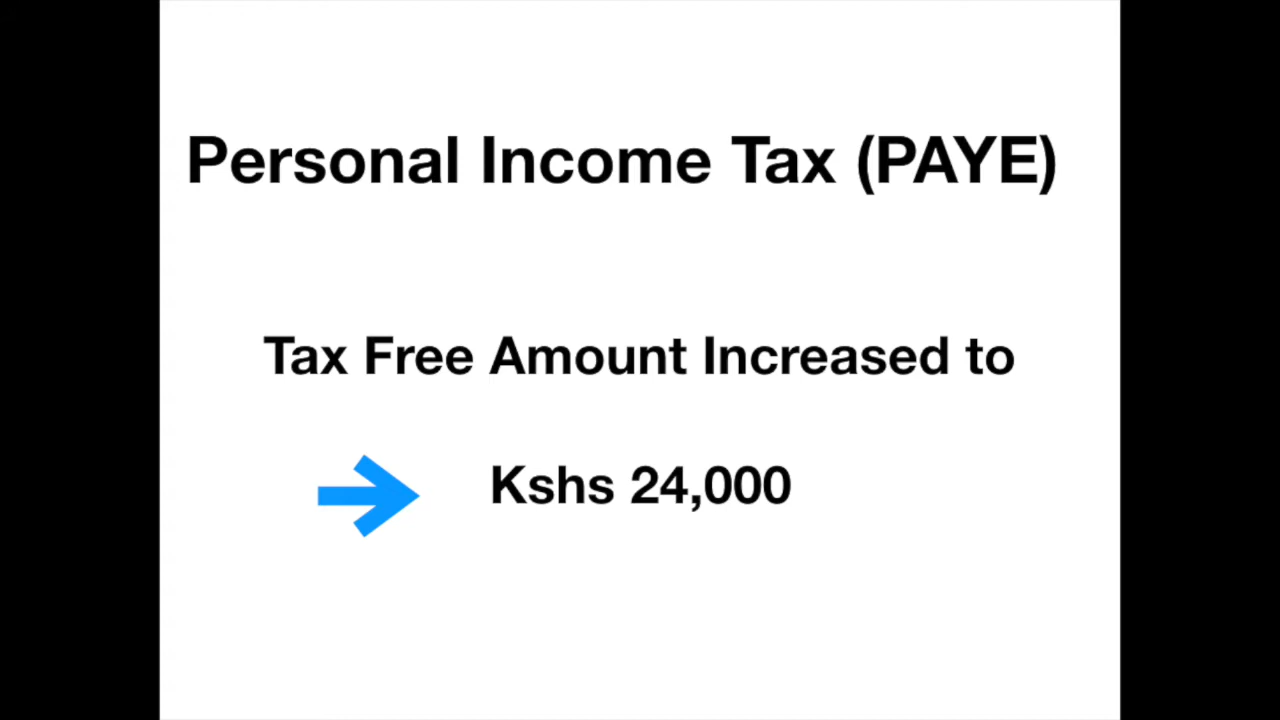 Personal Income Tax (PAYE)
Tax Free Amount Increased to
Kshs 24,000